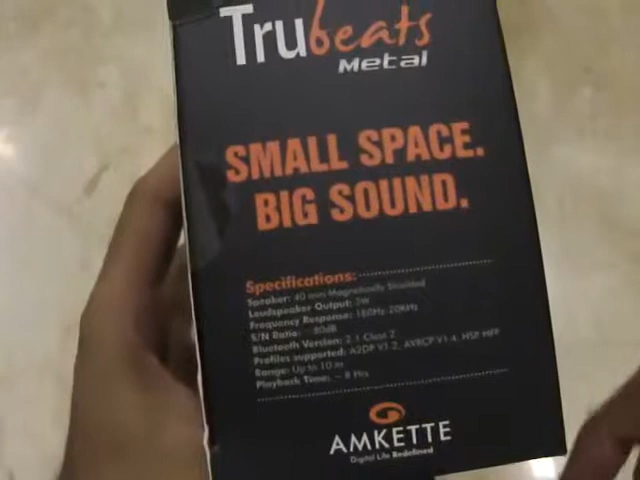 Trubeats
Metal
SMALL SPACE.
BIG SOUND.
Specifications:
Speaker: 40 mm Magnetically Shielded
Loudspeaker Output: 3W
Frequency Response: 180Hz 20KHz
S/N Ratio: 80dB
Bluetooth Version: 2.1 Class 2
Profiles supported: A2DP V1.2, AVRCP V1.4, HSP, HFP
Range: Up to 10 m
Playback Time: ~ 8 Hrs
AMKETTE
Digital Life Redefined